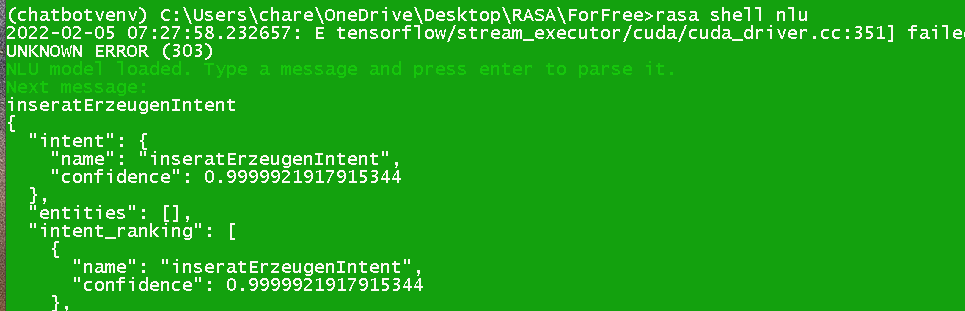 (chatbotvenv) C:\Users\chare\OneDrive\Desktop\RASA\ForFree>rasa shell nlu
2022-02-05 07:27:58.232657: E tensorflow/stream_executor/cuda/cuda_driver.cc:351] failed
UNKNOWN ERROR (303)
NLU model loaded. Type a message and press enter to parse it.
Next message:
inseratErzeugenIntent
{
  "intent": {
    "name": "inseratErzeugenIntent",
    "confidence": 0.9999921917915344
  },
  "entities": [],
  "intent_ranking": [
    {
      "name": "inseratErzeugenIntent",
      "confidence": 0.9999921917915344
    },